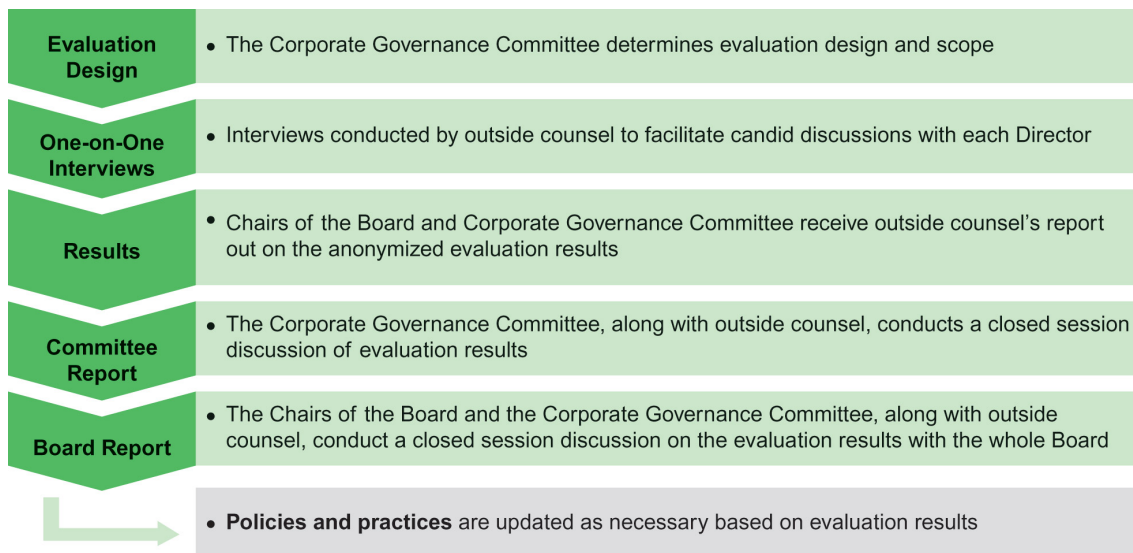 Evaluation
Design
• The Corporate Governance Committee determines evaluation design and scope
One-on-One
Interviews
• Interviews conducted by outside counsel to facilitate candid discussions with each Director
Results
• Chairs of the Board and Corporate Governance Committee receive outside counsel’s report
out on the anonymized evaluation results
Committee
Report
• The Corporate Governance Committee, along with outside counsel, conducts a closed session
discussion of evaluation results
Board Report
• The Chairs of the Board and the Corporate Governance Committee, along with outside
counsel, conduct a closed session discussion on the evaluation results with the whole Board
• Policies and practices are updated as necessary based on evaluation results